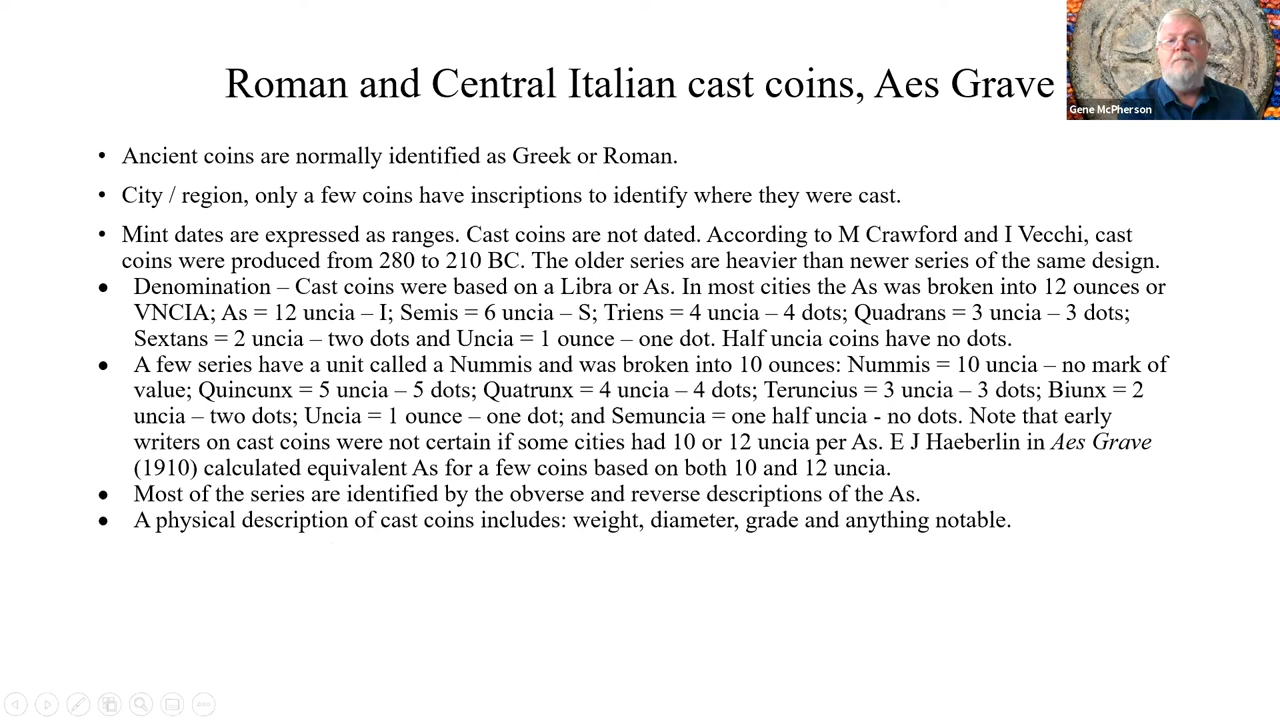 Roman and Central Italian cast coins, Aes Grave
Gene McPherson
• Ancient coins are normally identified as Greek or Roman.
• City / region, only a few coins have inscriptions to identify where they were cast.
• Mint dates are expressed as ranges. Cast coins are not dated. According to M Crawford and I Vecchi, cast
coins were produced from 280 to 210 BC. The older series are heavier than newer series of the same design.
• Denomination – Cast coins were based on a Libra or As. In most cities the As was broken into 12 ounces or
VNCIA; As = 12 uncia – I; Semis = 6 uncia – S; Triens = 4 uncia – 4 dots; Quadrans = 3 uncia – 3 dots;
Sextans = 2 uncia – two dots and Uncia = 1 ounce – one dot. Half uncia coins have no dots.
• A few series have a unit called a Nummis and was broken into 10 ounces: Nummis = 10 uncia – no mark of
value; Quincunx = 5 uncia – 5 dots; Quatrunx = 4 uncia – 4 dots; Teruncius = 3 uncia – 3 dots; Biunx = 2
uncia – two dots; Uncia = 1 ounce – one dot; and Semuncia = one half uncia - no dots. Note that early
writers on cast coins were not certain if some cities had 10 or 12 uncia per As. E J Haeberlin in Aes Grave
(1910) calculated equivalent As for a few coins based on both 10 and 12 uncia.
• Most of the series are identified by the obverse and reverse descriptions of the As.
• A physical description of cast coins includes: weight, diameter, grade and anything notable.